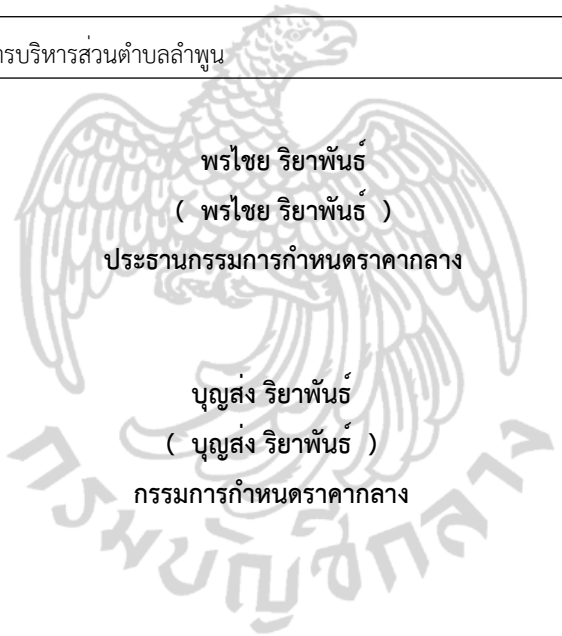 ารบริหารส่วนตำบลลำพูน
พรไชย ริยาพันธ์
( พรไชย ริยาพันธ์ )
ประธานกรรมการกำหนดราคากลาง
บุญส่ง ริยาพันธ์
( บุญส่ง ริยาพันธ์ )
กรรมการกำหนดราคากลาง
กรมบัญชีกลาง